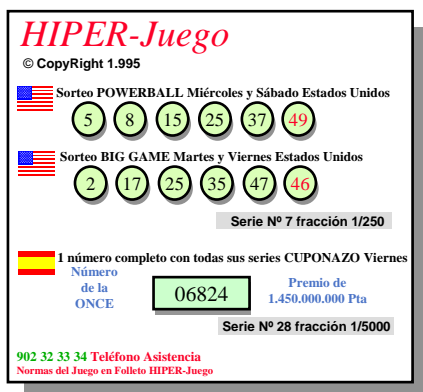 HIPER-Juego
© CopyRight 1.995
Sorteo POWERBALL Miércoles y Sábado Estados Unidos
5 8 15 25 37 49
Sorteo BIG GAME Martes y Viernes Estados Unidos
2 17 25 35 47 46
Serie Nº 7 fracción 1/250
1 número completo con todas sus series CUPONAZO Viernes
Número
de la
ONCE
06824
Premio de
1.450.000.000 Pta
Serie Nº 28 fracción 1/5000
902 32 33 34 Teléfono Asistencia
Normas del Juego en Folleto HIPER-Juego